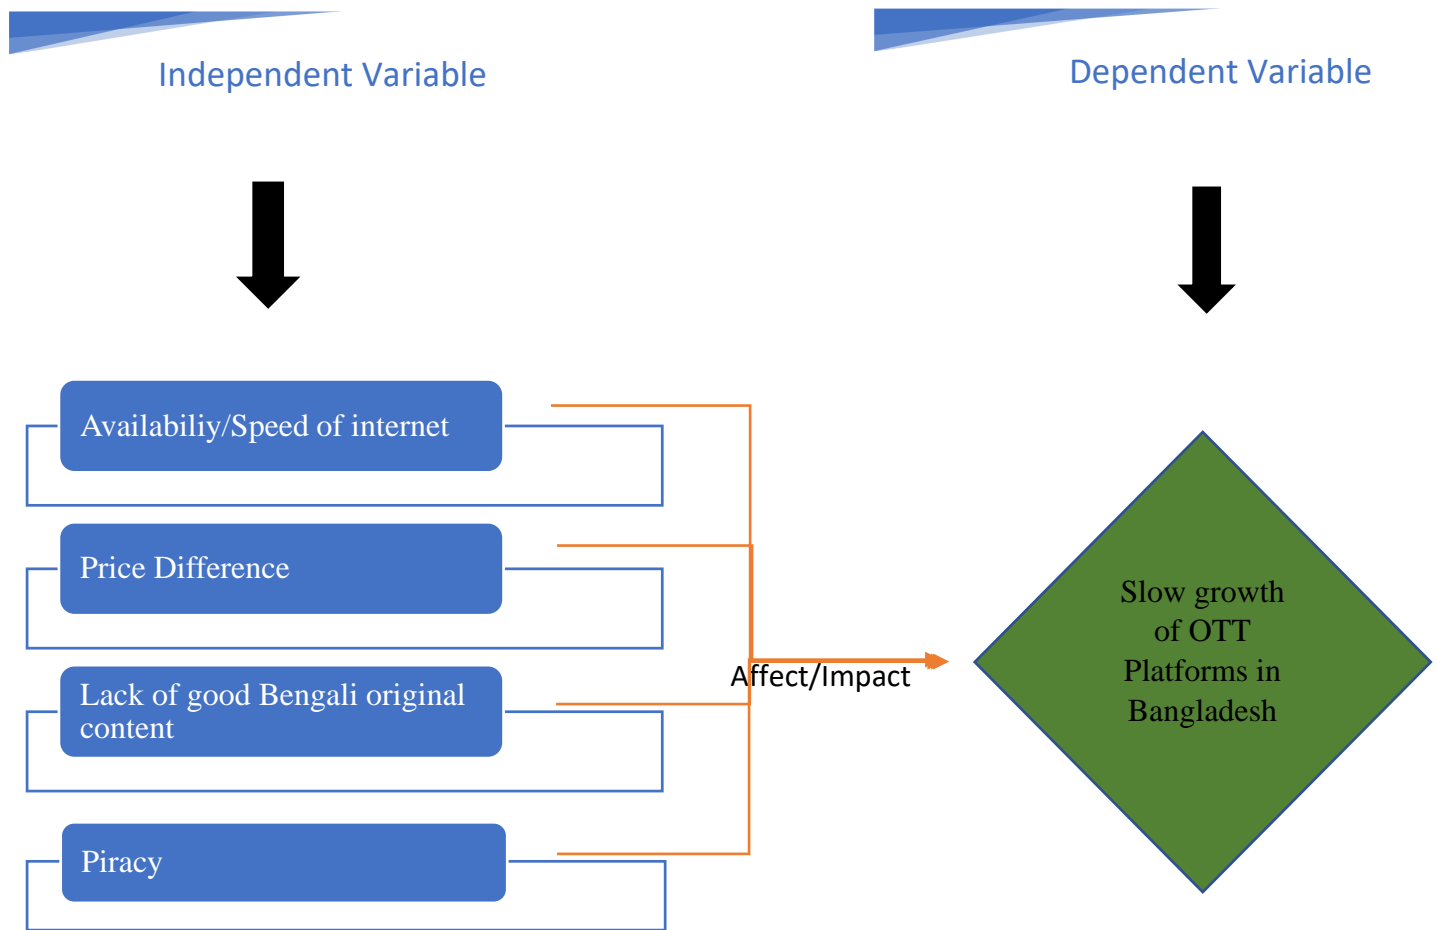 Independent Variable
Dependent Variable
Availabiliy/Speed of internet
Price Difference
Lack of good Bengali original
content
Piracy
Affect/Impact
Slow growth
of OTT
Platforms in
Bangladesh